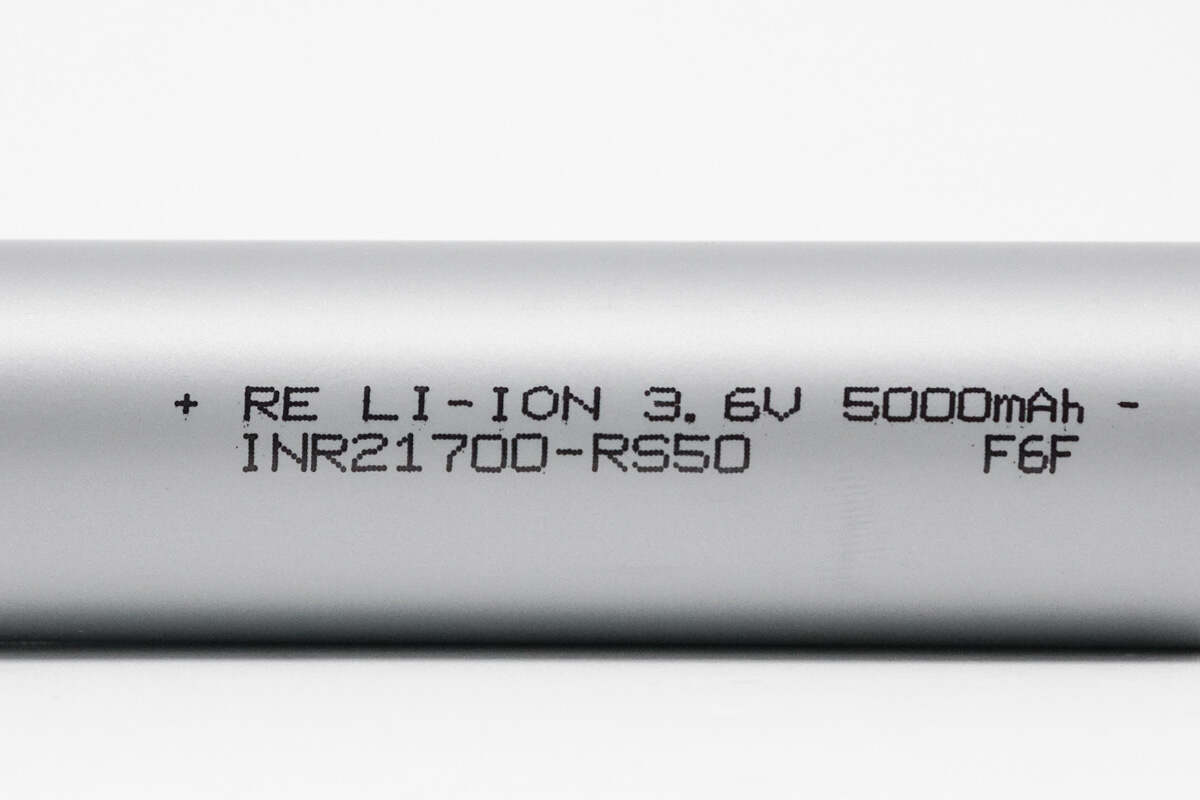 + RE LI-ION 3.6V 5000mAh -
INR21700-RS50 F6F